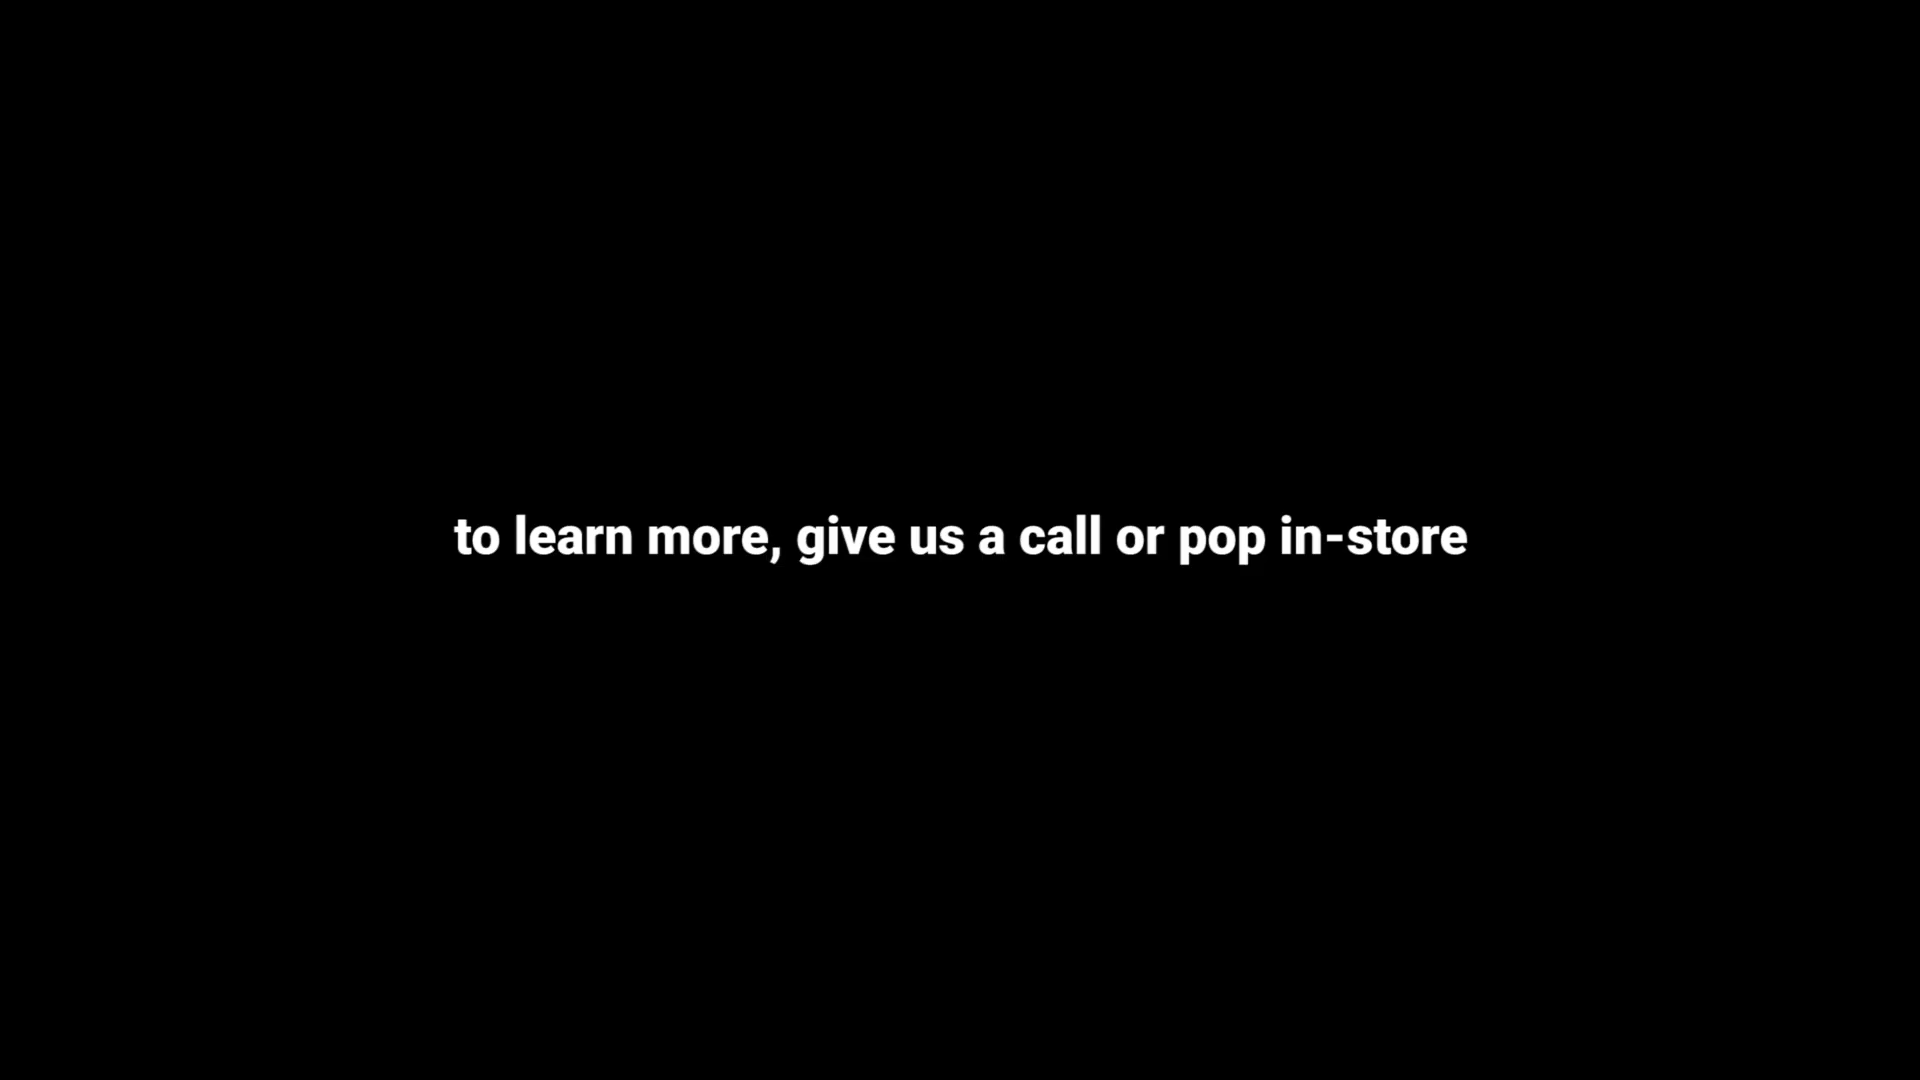 to learn more, give us a call or pop in-store